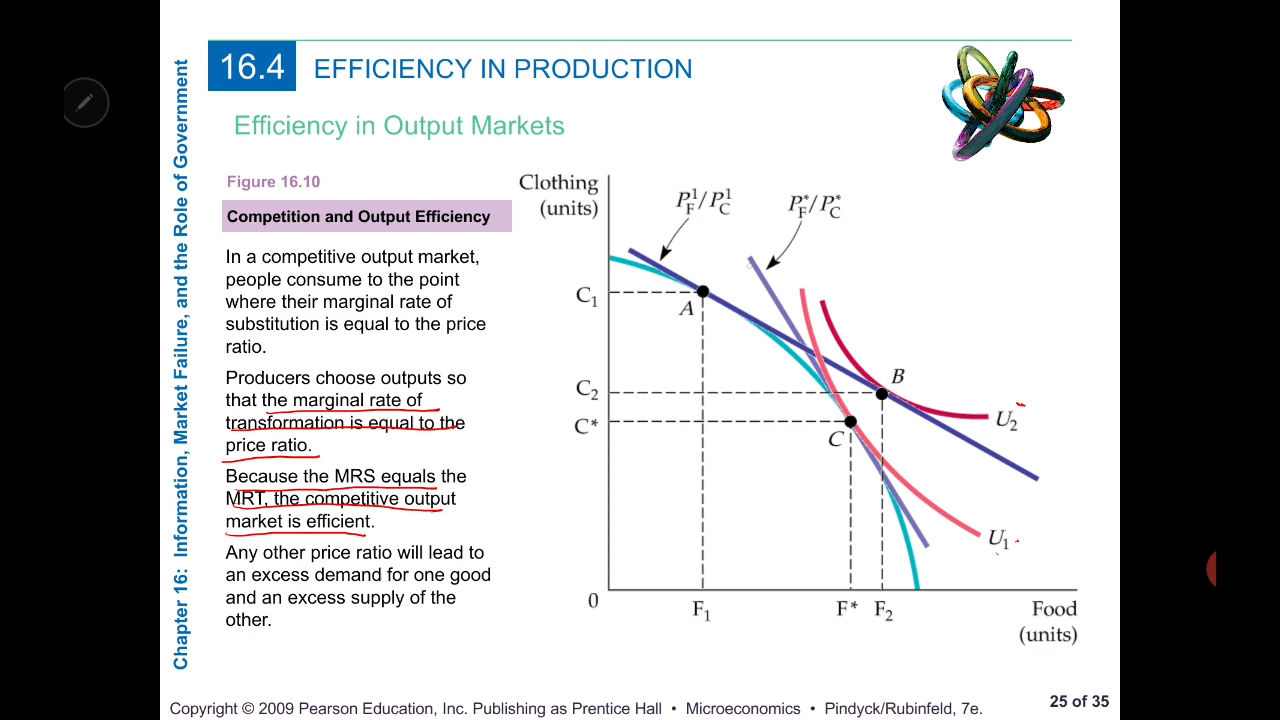 16.4 EFFICIENCY IN PRODUCTION
Efficiency in Output Markets
Chapter 16: Information, Market Failure, and the Role of Government
Figure 16.10
Competition and Output Efficiency
In a competitive output market,
people consume to the point
where their marginal rate of
substitution is equal to the price
ratio.
Producers choose outputs so
that the marginal rate of
transformation is equal to the
price ratio.
Because the MRS equals the
MRT, the competitive output
market is efficient.
Any other price ratio will lead to
an excess demand for one good
and an excess supply of the
other.
Clothing
(units)
P¹F/P¹C
P*F/P*C
C₁
A
B
C₂
U₂
C*
C
U₁
0
F₁
F*
F₂
Food
(units)
Copyright © 2009 Pearson Education, Inc. Publishing as Prentice Hall • Microeconomics • Pindyck/Rubinfeld, 7e.
25 of 35